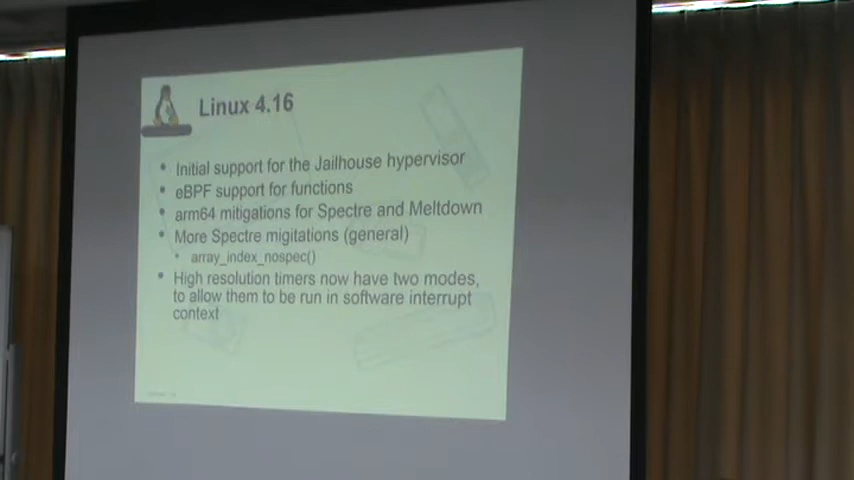 Linux 4.16
• Initial support for the Jailhouse hypervisor
• eBPF support for functions
• arm64 mitigations for Spectre and Meltdown
• More Spectre migitations (general)
• array_index_nospec()
• High resolution timers now have two modes,
to allow them to be run in software interrupt
context